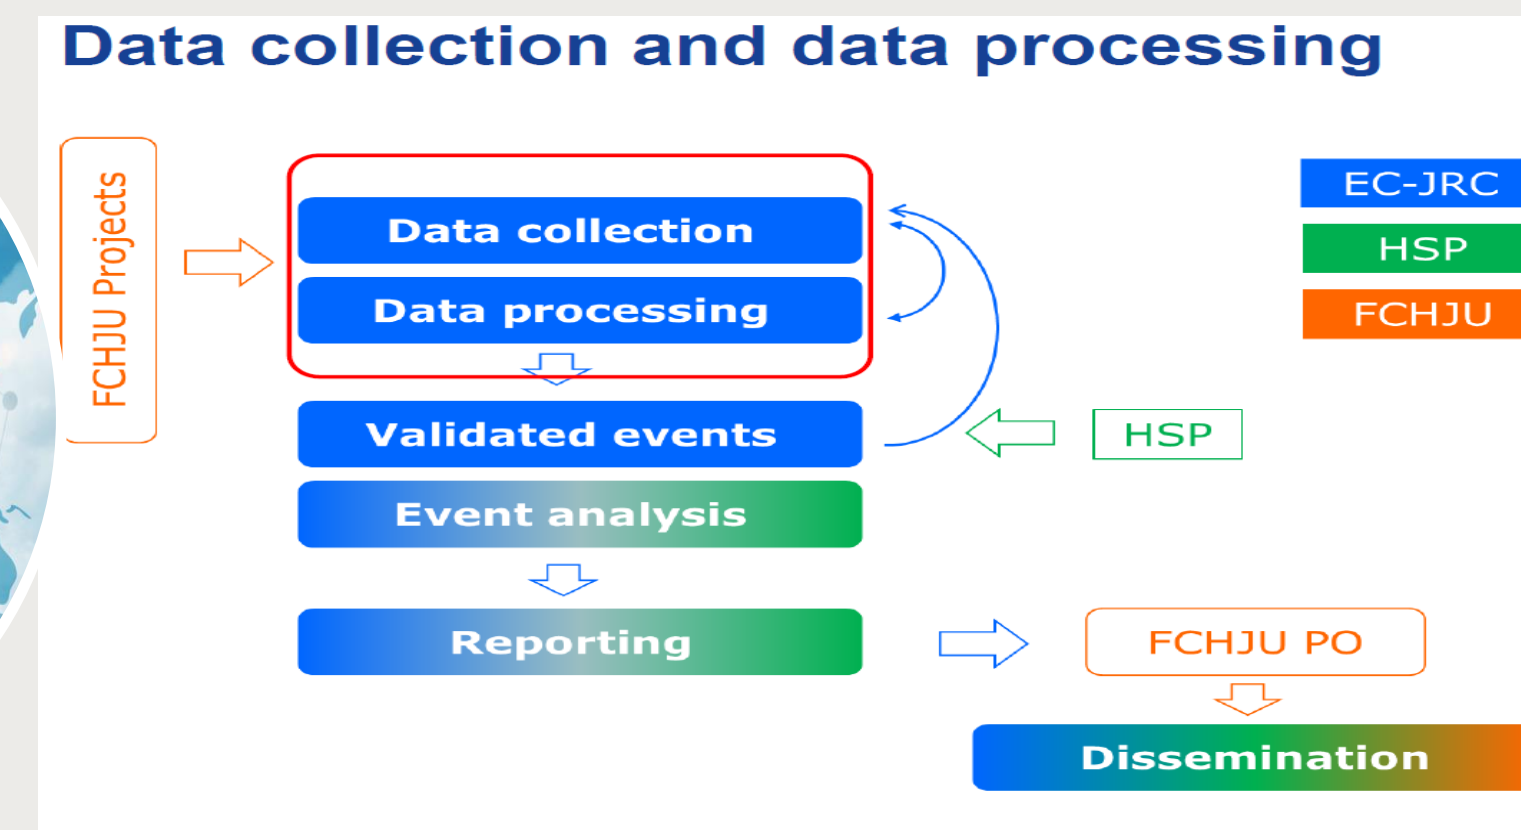 Data collection and data processing
FCHJU Projects
Data collection
Data processing
Validated events
Event analysis
Reporting
EC-JRC
HSP
FCHJU
HSP
FCHJU PO
Dissemination